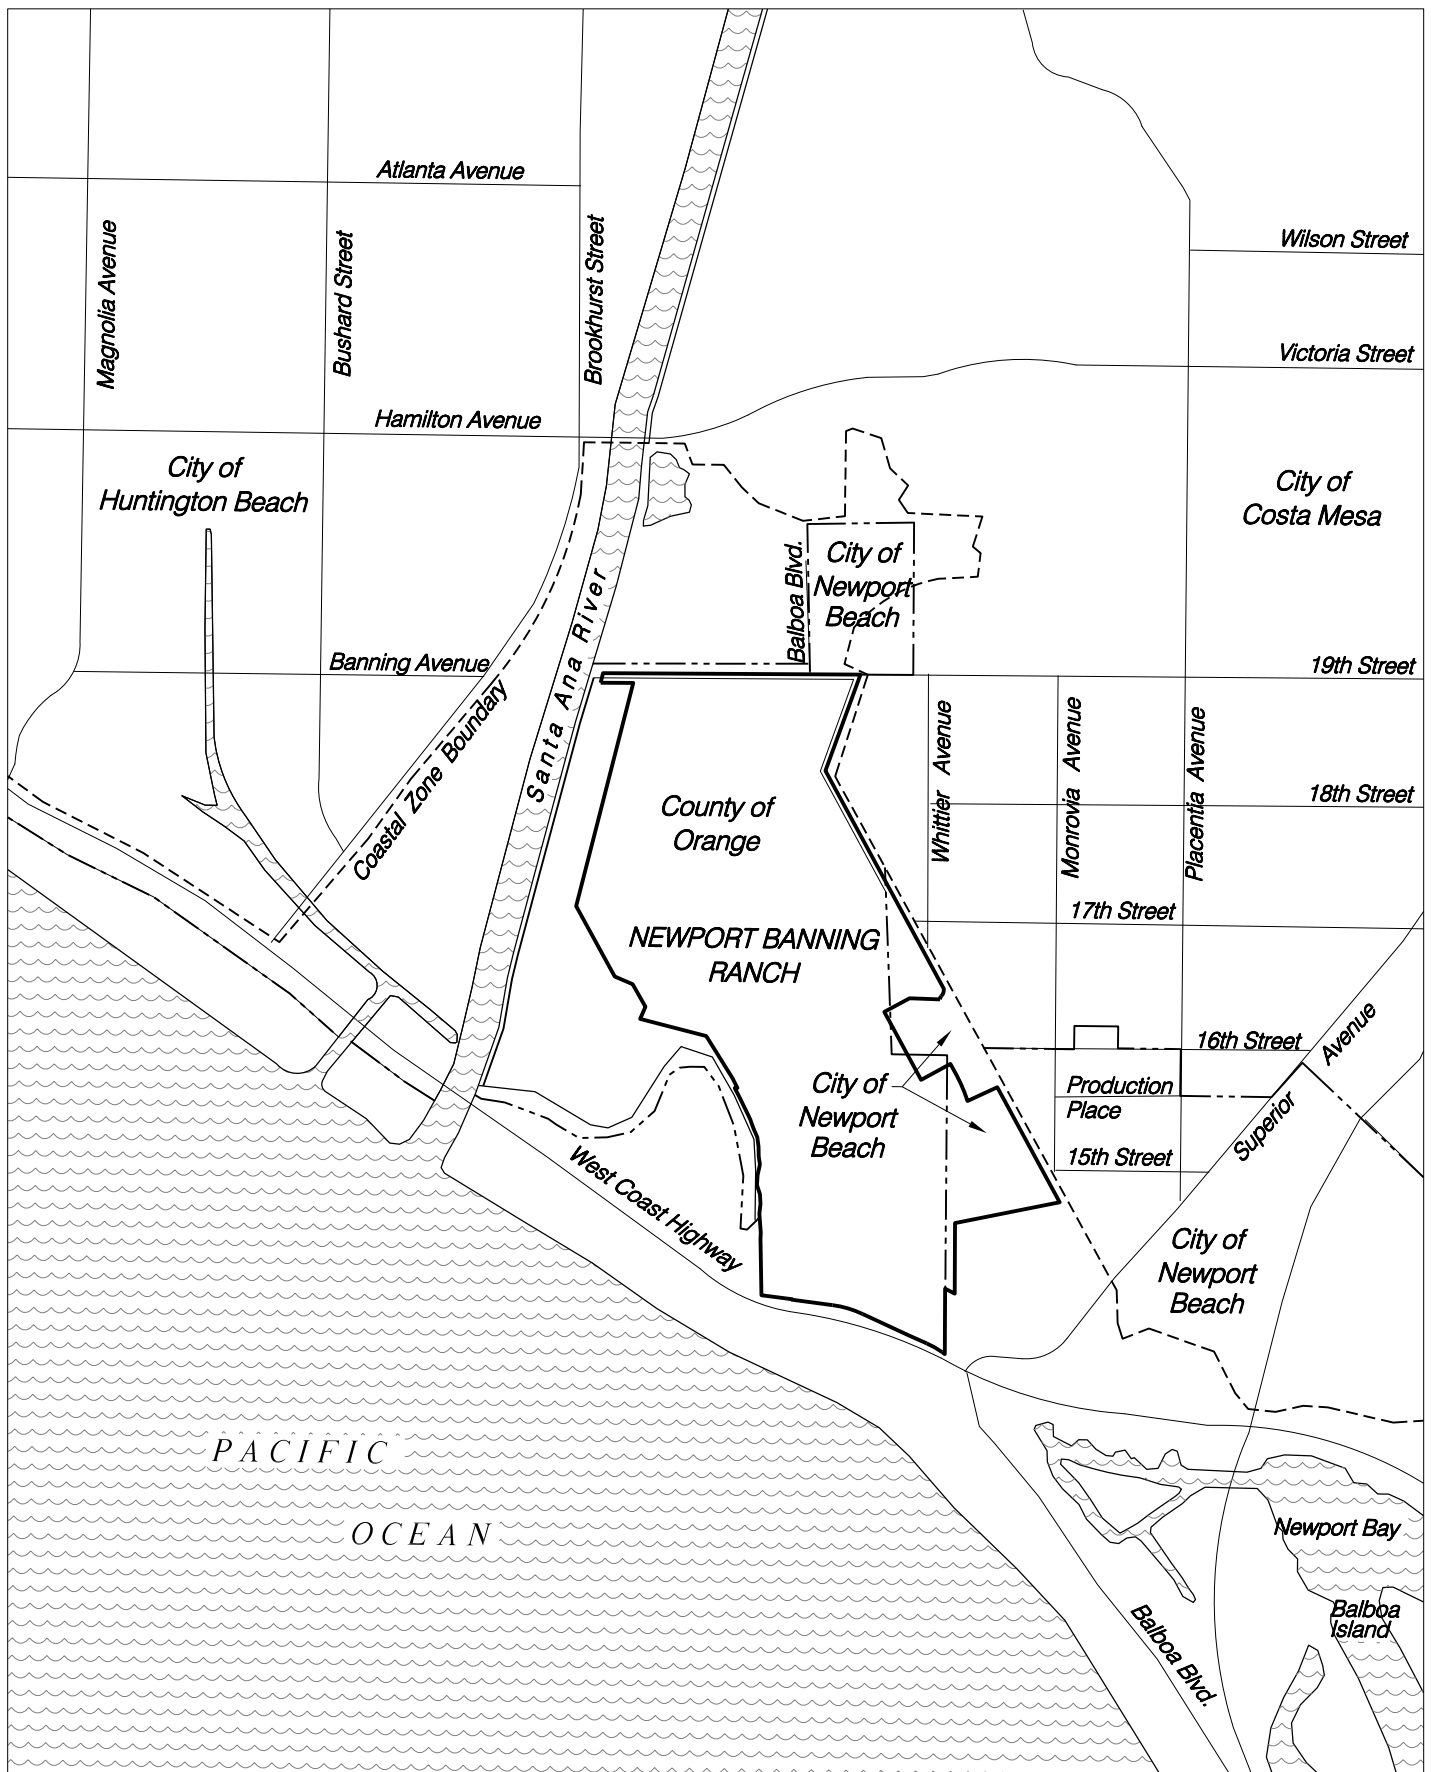 Atlanta Avenue
Magnolia Avenue
Bushard Street
Brookhurst Street
Wilson Street
Victoria Street
Hamilton Avenue
City of
Huntington Beach
City of
Costa Mesa
Balboa Blvd.
City of
Newport
Beach
Santa Ana River
Banning Avenue
19th Street
Coastal Zone Boundary
Whittier Avenue
Monrovia Avenue
Placentia Avenue
18th Street
County of
Orange
17th Street
NEWPORT BANNING
RANCH
16th Street
Superior Avenue
City of
Newport
Beach
Production
Place
15th Street
West Coast Highway
City of
Newport
Beach
PACIFIC
OCEAN
Newport Bay
Balboa
Island
Balboa Blvd.